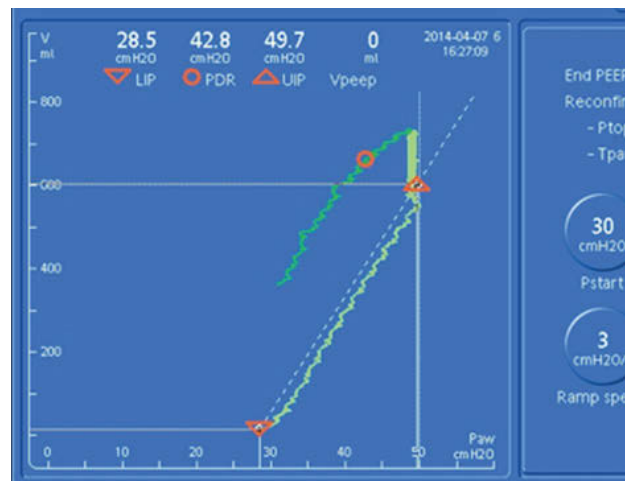 V
ml
28.5
cmH2O
LIP
42.8
cmH2O
PDR
49.7
cmH2O
UIP
0
ml
Vpeep
2014-04-07 6
16:27:09
800
600
400
200
0 10 20 30 40 50
Paw
cmH2O
End PEEP
Reconfir
- Ptop
- Tpa
30
cmH2O
Pstart
3
cmH2O/
Ramp spe